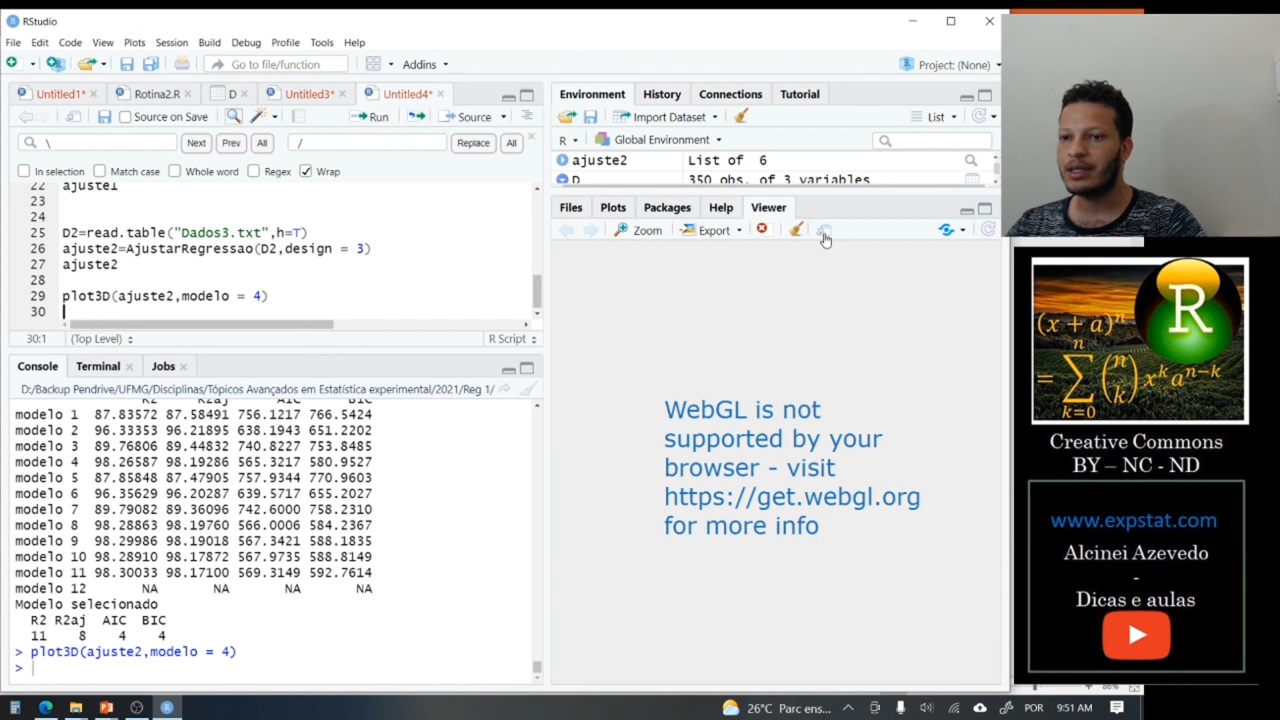 RStudio
File Edit Code View Plots Session Build Debug Profile Tools Help
Go to file/function Addins Project: (None)
Untitled1* Rotina2.R D Untitled3* Untitled4*
Source on Save Run Source
\ Next Prev All / Replace All
In selection Match case Whole word Regex Wrap
22 ajuste1
23
24
25 D2=read.table("Dados3.txt",h=T)
26 ajuste2=AjustarRegressao(D2,design = 3)
27 ajuste2
28
29 plot3D(ajuste2,modelo = 4)
30
30:1 (Top Level) R Script
Console Terminal Jobs
D:/Backup Pendrive/UFMG/Disciplinas/Tópicos Avançados em Estatística experimental/2021/Reg 1/
R2 R2aj AIC BIC
modelo 1 87.83572 87.58491 756.1217 766.5424
modelo 2 96.33353 96.21895 638.1943 651.2202
modelo 3 89.76806 89.44832 740.8227 753.8485
modelo 4 98.26587 98.19286 565.3217 580.9527
modelo 5 87.85848 87.47905 757.9344 770.9603
modelo 6 96.35629 96.20287 639.5717 655.2027
modelo 7 89.79082 89.36096 742.6000 758.2310
modelo 8 98.28863 98.19760 566.0006 584.2367
modelo 9 98.29986 98.19018 567.3421 588.1835
modelo 10 98.28910 98.17872 567.9735 588.8149
modelo 11 98.30033 98.17100 569.3149 592.7614
modelo 12 NA NA NA NA
Modelo selecionado
R2 R2aj AIC BIC
11 8 4 4
> plot3D(ajuste2,modelo = 4)
>
Environment History Connections Tutorial
Import Dataset List
R Global Environment
ajuste2 List of 6
D 350 obs. of 3 variables
Files Plots Packages Help Viewer
Zoom Export
WebGL is not
supported by your
browser - visit
https://get.webgl.org
for more info
R
(x + a)^n
= ∑ n k=0 (n k) x^k a^n−k
Creative Commons
BY – NC - ND
www.expstat.com
Alcinei Azevedo
-
Dicas e aulas
86%
26°C Parc ens... POR 9:51 AM